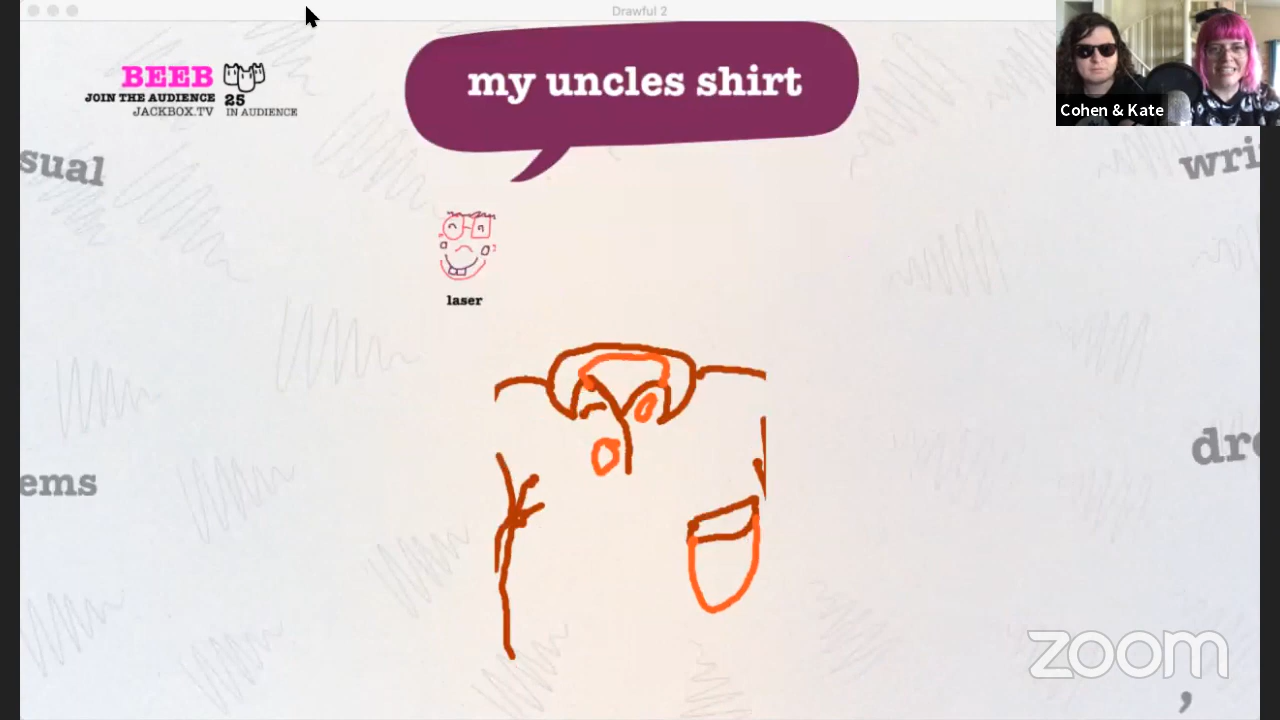 Drawful 2
my uncles shirt
BEEB
JOIN THE AUDIENCE
JACKBOX.TV
25
IN AUDIENCE
Cohen & Kate
sual
wri
laser
dr
ems
zoom
,